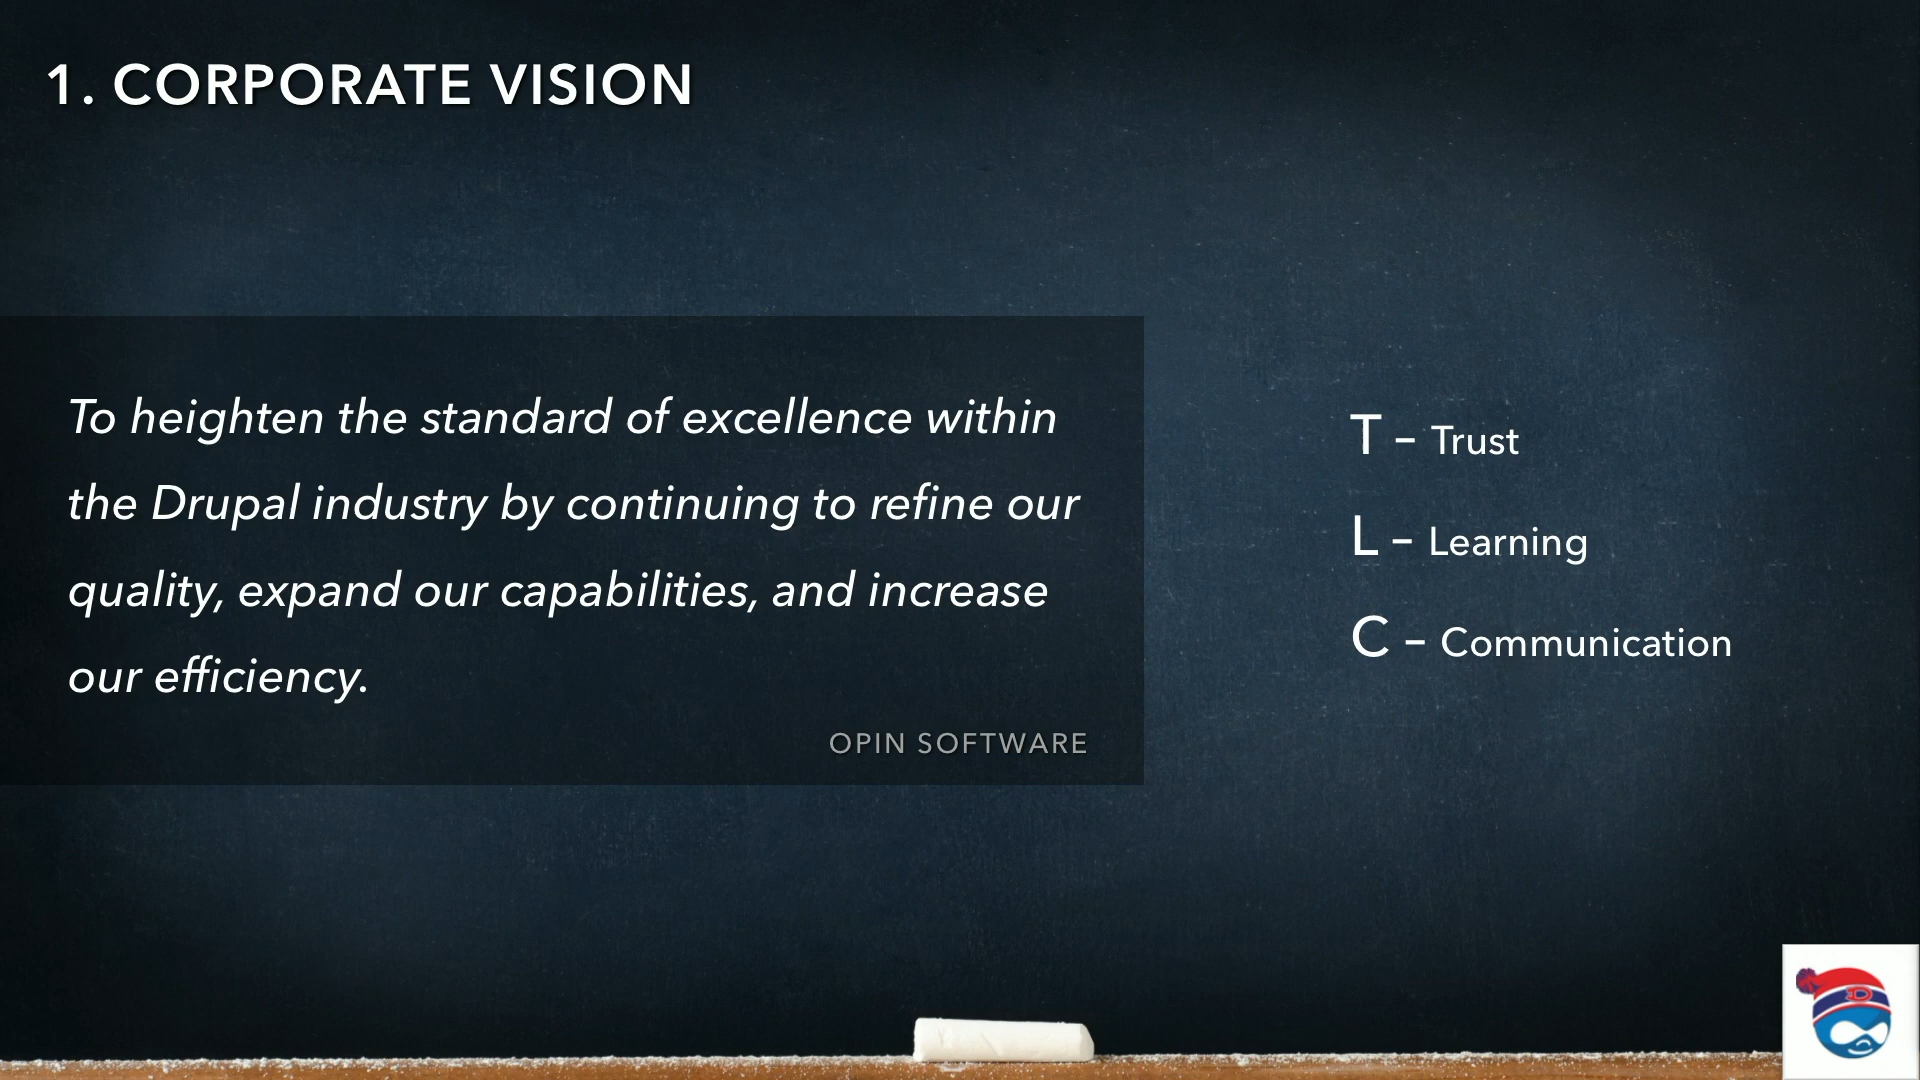 1. CORPORATE VISION
To heighten the standard of excellence within
the Drupal industry by continuing to refine our
quality, expand our capabilities, and increase
our efficiency.
OPIN SOFTWARE
T – Trust
L – Learning
C – Communication